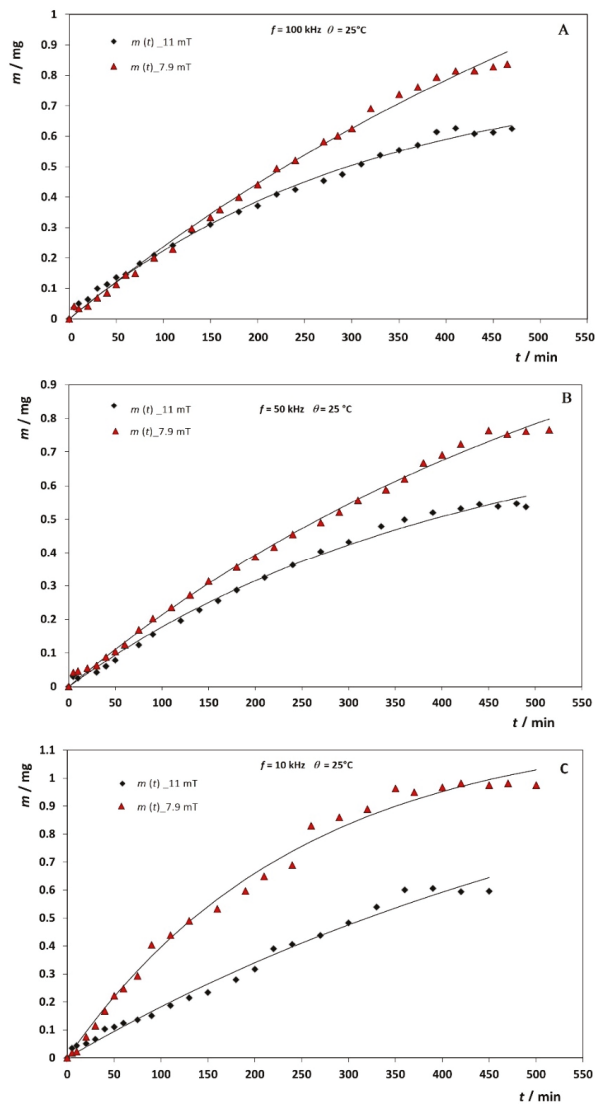 f = 100 kHz θ = 25°C
A
m (t) _11 mT
m (t)_7.9 mT
m / mg
1
0.9
0.8
0.7
0.6
0.5
0.4
0.3
0.2
0.1
0
0 50 100 150 200 250 300 350 400 450 500 550
t / min
B
m (t) _11 mT
f = 50 kHz θ = 25 °C
m (t)_7.9 mT
m / mg
0.9
0.8
0.7
0.6
0.5
0.4
0.3
0.2
0.1
0
0 50 100 150 200 250 300 350 400 450 500 550
t / min
f = 10 kHz θ = 25°C
C
m (t) _11 mT
m (t)_7.9 mT
m / mg
1.1
1
0.9
0.8
0.7
0.6
0.5
0.4
0.3
0.2
0.1
0
0 50 100 150 200 250 300 350 400 450 500 550
t / min